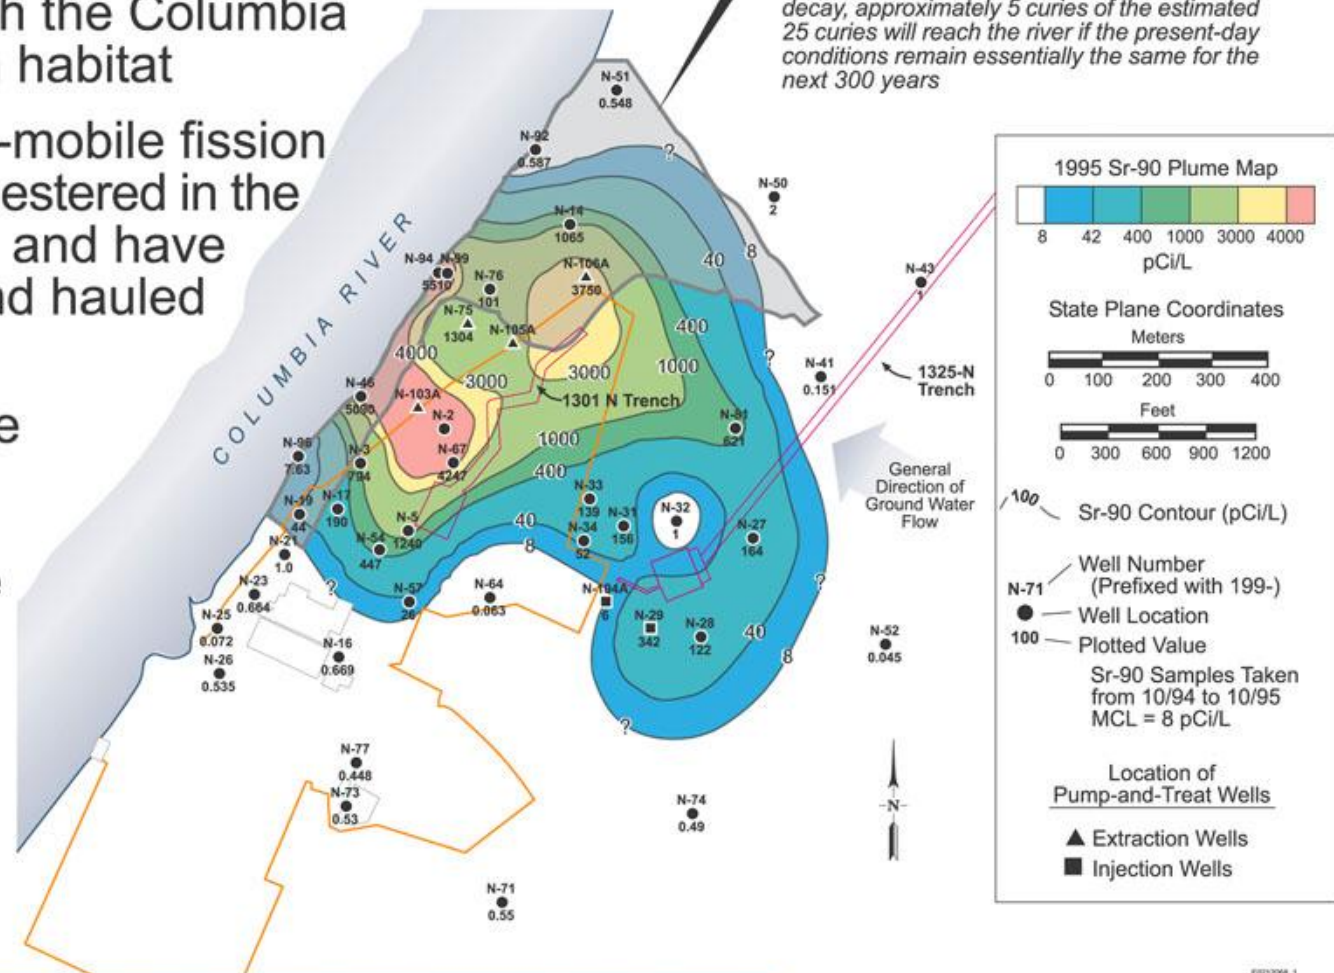 h the Columbia
habitat
-mobile fission
estered in the
and have
nd hauled
e
decay, approximately 5 curies of the estimated
25 curies will reach the river if the present-day
conditions remain essentially the same for the
next 300 years
COLUMBIA RIVER
N-51
0.548
N-92
0.587
?
N-50
2
N-14
1065
40
8
N-94
N-99
5510
N-76
101
N-106A
3750
N-43
1
N-75
1304
N-105A
400
4000
3000
3000
1000
?
N-41
0.151
1325-N
Trench
N-46
N-103A
1301 N Trench
N-2
N-81
621
N-96
7.63
N-3
794
N-67
4247
1000
400
General
Direction of
Ground Water
Flow
N-19
44
N-17
190
N-33
139
N-31
156
N-32
1
N-5
1240
40
N-34
52
N-27
164
N-21
1.0
N-54
447
8
?
N-23
0.664
N-57
26
N-64
0.063
N-104A
6
?
N-25
0.072
N-29
342
N-28
122
40
8
N-52
0.045
N-26
0.535
N-16
0.669
?
N-77
0.448
N-73
0.53
N-74
0.49
N
N-71
0.55
1995 Sr-90 Plume Map
8 42 400 1000 3000 4000
pCi/L
State Plane Coordinates
Meters
0 100 200 300 400
Feet
0 300 600 900 1200
100
Sr-90 Contour (pCi/L)
N-71
Well Number
(Prefixed with 199-)
Well Location
100
Plotted Value
Sr-90 Samples Taken
from 10/94 to 10/95
MCL = 8 pCi/L
Location of
Pump-and-Treat Wells
Extraction Wells
Injection Wells